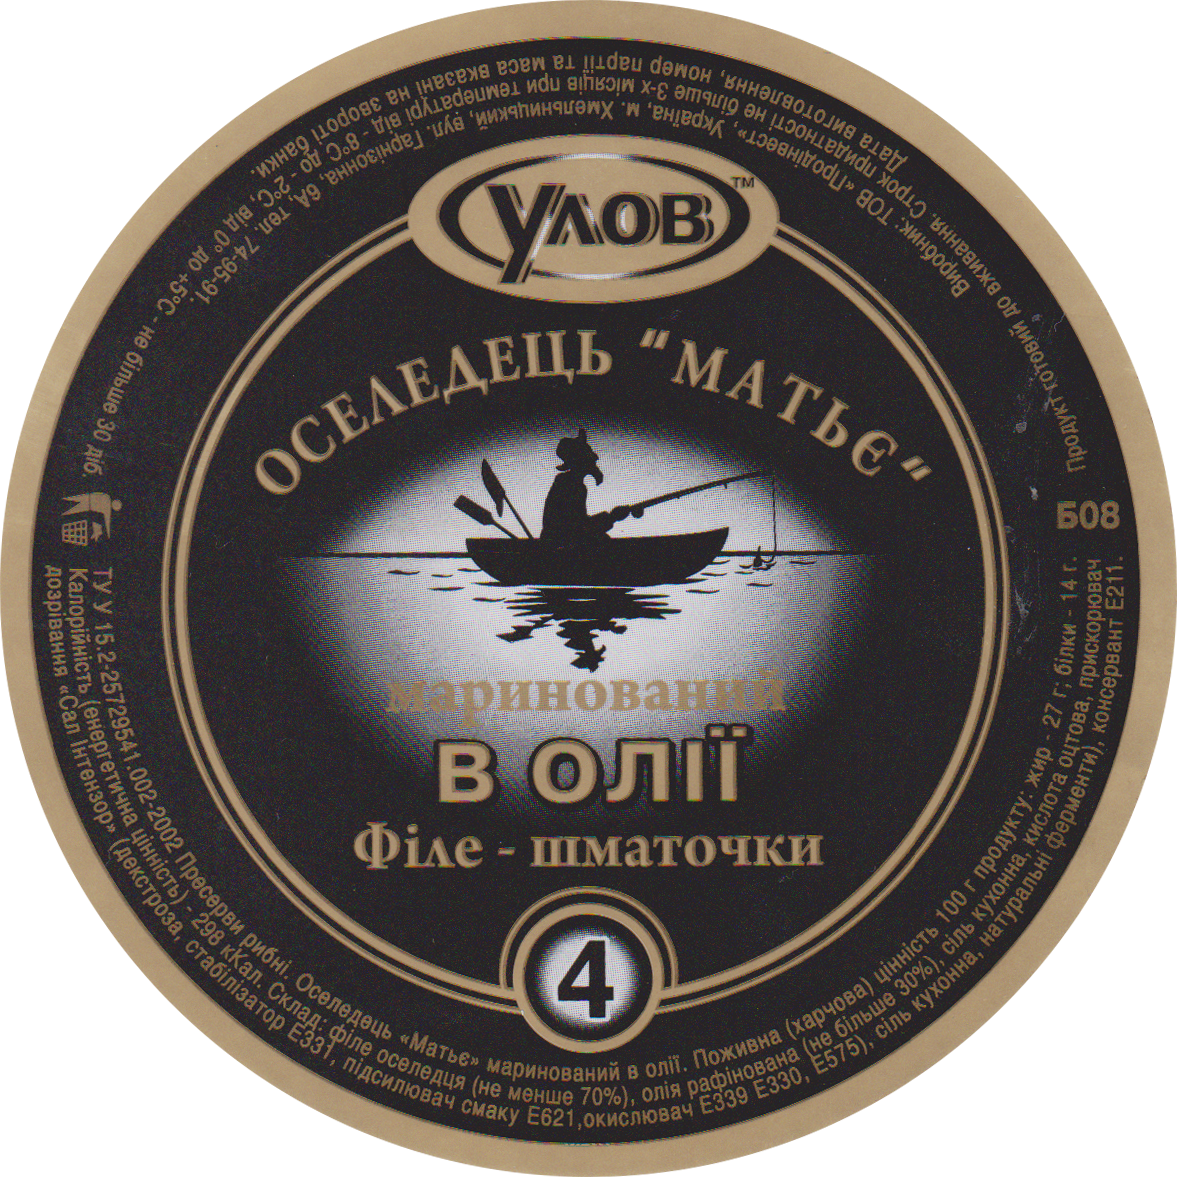 Улов™
ОСЕЛЕДЕЦЬ "МАТЬЄ"
маринований
В ОЛІЇ
Філе - шматочки
4
Б08
ТУ У 15.2-25729541.002-2002 Пресерви рибні. Оселедець «Матьє» маринований в олії. Поживна (харчова) цінність 100 г продукту: жир - 27 г; білки - 14 г.
Калорійність (енергетична цінність) - 298 кКал. Склад: філе оселедця (не менше 70%), олія рафінована (не більше 30%), сіль кухонна, кислота оцтова, прискорювач
дозрівання «Сал Інтензор» (декстроза, стабілізатор Е331, підсилювач смаку Е621,окислювач Е339 Е330, Е575), сіль кухонна, натуральні ферменти), консервант Е211.
Виробник: ТОВ «Продінвест», Україна, м. Хмельницький, вул. Гарнізонна, 6А, тел. 74-95-91.
Продукт готовий до вживання. Строк придатності не більше 3-х місяців при температурі від - 8°С до - 2°С, від 0° до +5°С - не більше 30 діб.
Дата виготовлення, номер партії та маса вказані на звороті банки.